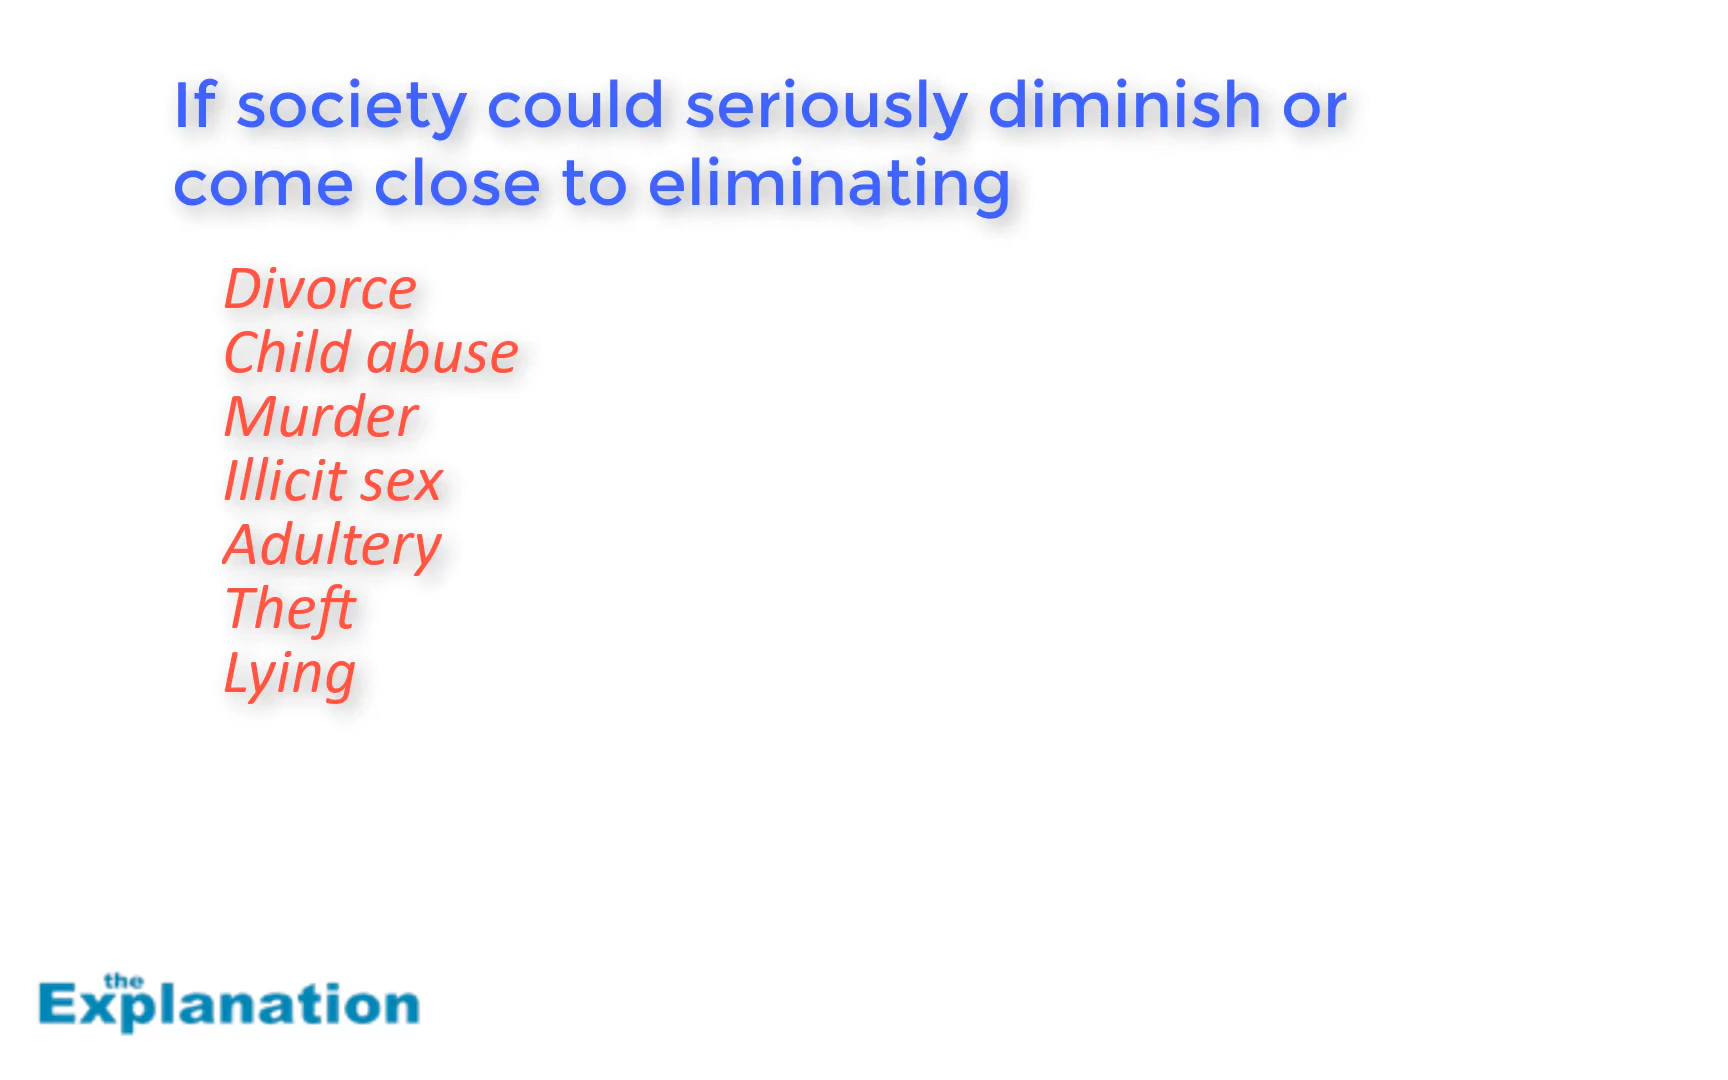 If society could seriously diminish or
come close to eliminating
Divorce
Child abuse
Murder
Illicit sex
Adultery
Theft
Lying
the
Explanation